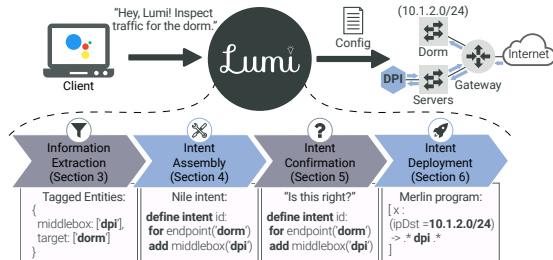 "Hey, Lumi! Inspect
traffic for the dorm."
Client
Lumi
Config
(10.1.2.0/24)
Dorm
Internet
DPI
Gateway
Servers
Information
Extraction
(Section 3)
Intent
Assembly
(Section 4)
?
Intent
Confirmation
(Section 5)
Intent
Deployment
(Section 6)
Tagged Entities:
{
middlebox: ['dpi'],
target: ['dorm']
}
Nile intent:
define intent id:
for endpoint('dorm')
add middlebox('dpi')
"Is this right?"
define intent id:
for endpoint('dorm')
add middlebox('dpi')
Merlin program:
[ x :
(ipDst =10.1.2.0/24)
-> .* dpi .*
]